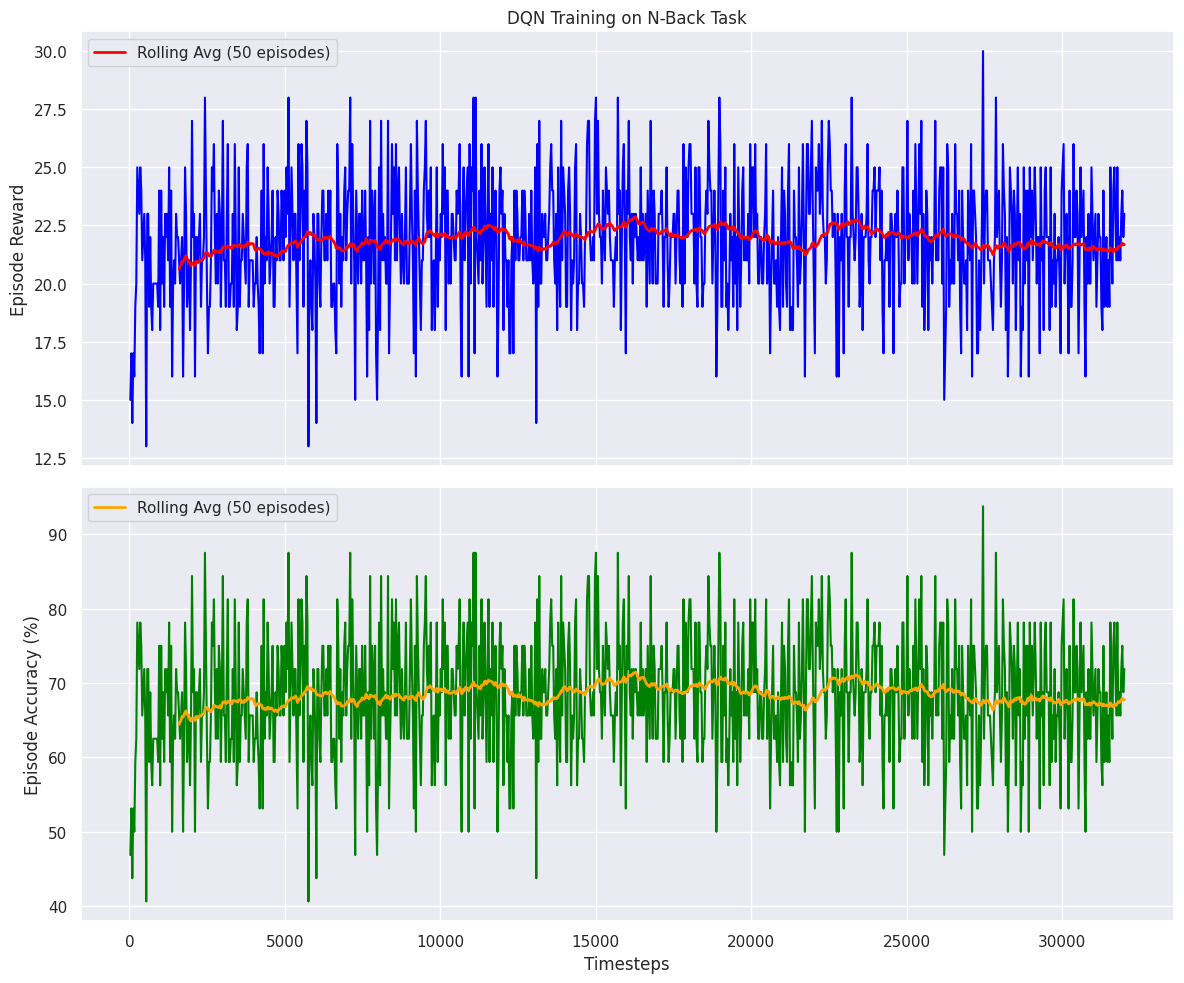 DQN Training on N-Back Task
Rolling Avg (50 episodes)
30.0
27.5
25.0
22.5
20.0
17.5
15.0
12.5
Episode Reward
Rolling Avg (50 episodes)
90
80
70
60
50
40
Episode Accuracy (%)
0 5000 10000 15000 20000 25000 30000
Timesteps